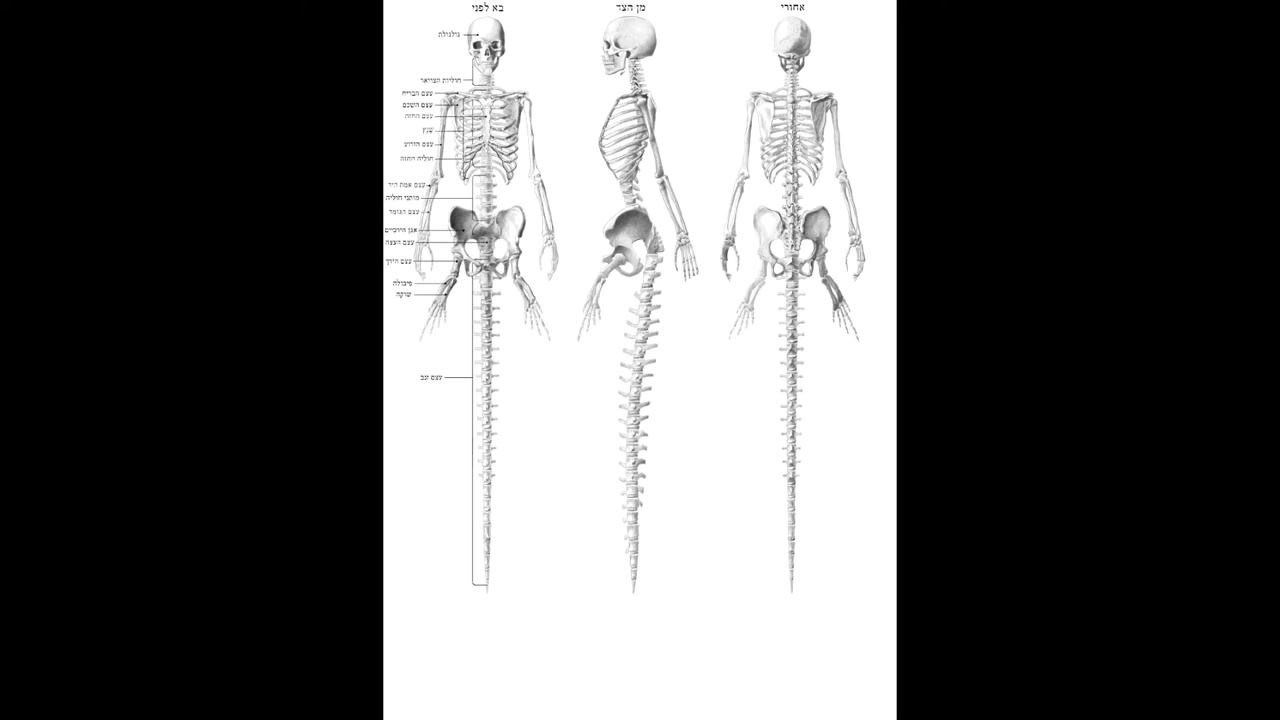 בא לפני
מן הצד
אחורי
גולגולת
חוליות הצוואר
עצם הבריח
עצם השכם
עצם החזה
עצם הזרוע
חוליה החזה
עצם אמת היד
מותני חוליה
עצם הגומד
אגן הירכיים
עצם העצה
עצם הירך
פיבולה
שוקה
עצם זנב